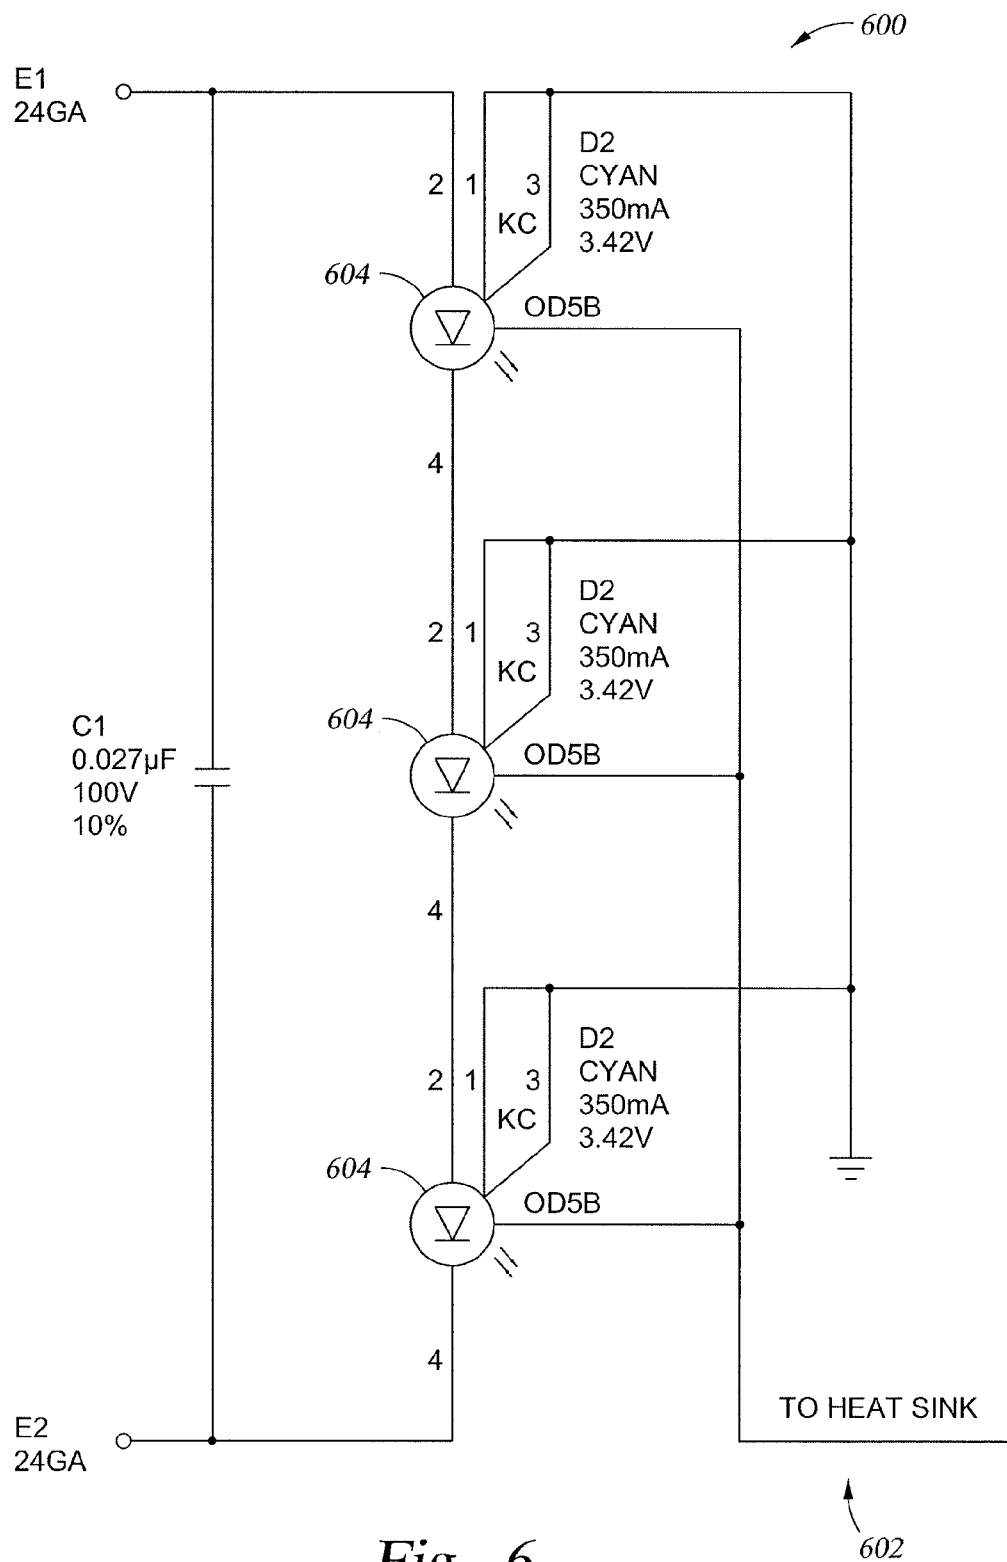 600
E1
24GA
D2
CYAN
350mA
3.42V
2 1 3
KC
604
OD5B
4
D2
CYAN
350mA
3.42V
2 1 3
KC
604
OD5B
C1
0.027µF
100V
10%
4
D2
CYAN
350mA
3.42V
2 1 3
KC
604
OD5B
4
TO HEAT SINK
E2
24GA
602
Fig. 6